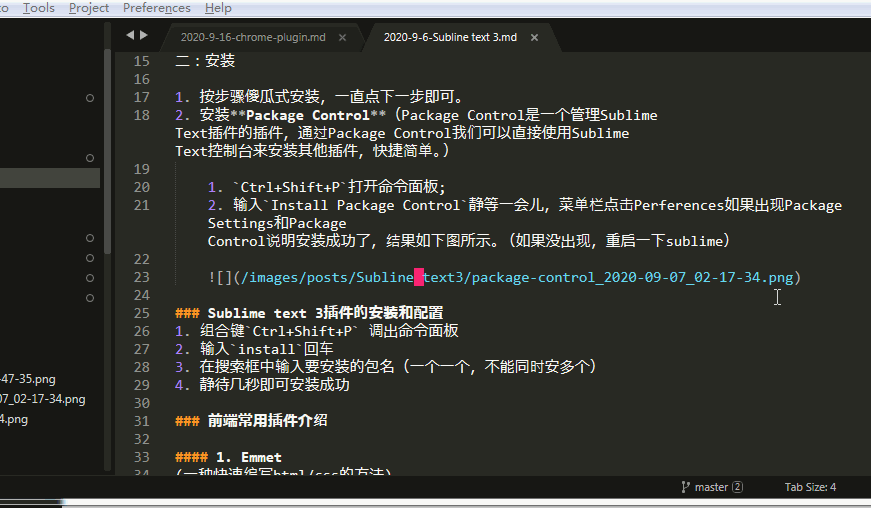 to Tools Project Preferences Help
2020-9-16-chrome-plugin.md × 2020-9-6-Subline text 3.md ×
15 二：安装
16
17 1. 按步骤傻瓜式安装，一直点下一步即可。
18 2. 安装**Package Control**（Package Control是一个管理Sublime
Text插件的插件，通过Package Control我们可以直接使用Sublime
Text控制台来安装其他插件，快捷简单。）
19
20 1. `Ctrl+Shift+P`打开命令面板;
21 2. 输入`Install Package Control`静等一会儿，菜单栏点击Perferences如果出现Package
Settings和Package
Control说明安装成功了，结果如下图所示。（如果没出现，重启一下sublime）
22
23 ![](/images/posts/Subline text3/package-control_2020-09-07_02-17-34.png)
24
25 ### Sublime text 3插件的安装和配置
26 1. 组合键`Ctrl+Shift+P` 调出命令面板
27 2. 输入`install`回车
28 3. 在搜索框中输入要安装的包名（一个一个，不能同时安多个）
29 4. 静待几秒即可安装成功
30
31 ### 前端常用插件介绍
32
33 #### 1. Emmet
34 (一种快速编写html/css的方法)
-47-35.png
07_02-17-34.png
4.png
master 2 Tab Size: 4